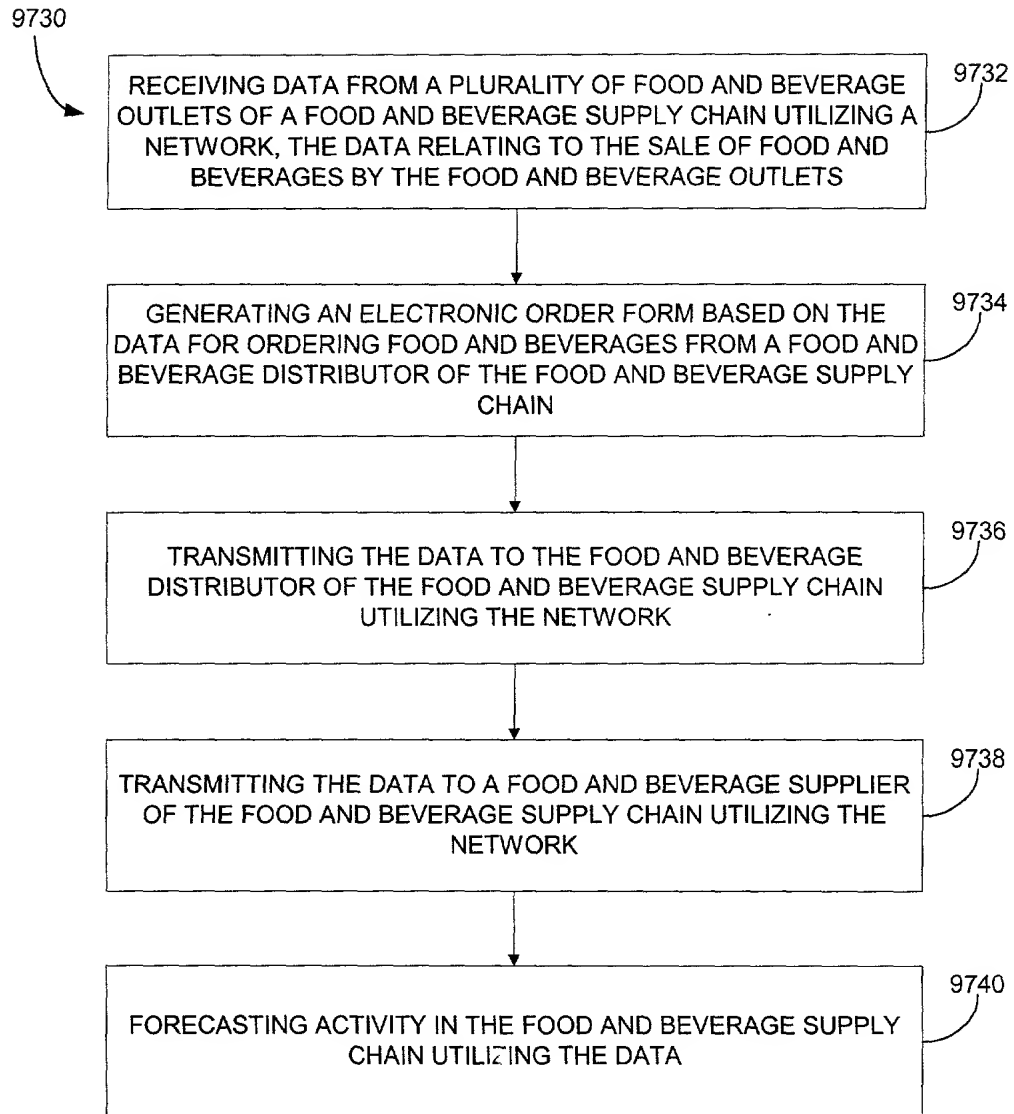 9730
RECEIVING DATA FROM A PLURALITY OF FOOD AND BEVERAGE
OUTLETS OF A FOOD AND BEVERAGE SUPPLY CHAIN UTILIZING A
NETWORK, THE DATA RELATING TO THE SALE OF FOOD AND
BEVERAGES BY THE FOOD AND BEVERAGE OUTLETS
9732
GENERATING AN ELECTRONIC ORDER FORM BASED ON THE
DATA FOR ORDERING FOOD AND BEVERAGES FROM A FOOD AND
BEVERAGE DISTRIBUTOR OF THE FOOD AND BEVERAGE SUPPLY
CHAIN
9734
TRANSMITTING THE DATA TO THE FOOD AND BEVERAGE
DISTRIBUTOR OF THE FOOD AND BEVERAGE SUPPLY CHAIN
UTILIZING THE NETWORK
9736
TRANSMITTING THE DATA TO A FOOD AND BEVERAGE SUPPLIER
OF THE FOOD AND BEVERAGE SUPPLY CHAIN UTILIZING THE
NETWORK
9738
FORECASTING ACTIVITY IN THE FOOD AND BEVERAGE SUPPLY
CHAIN UTILIZING THE DATA
9740